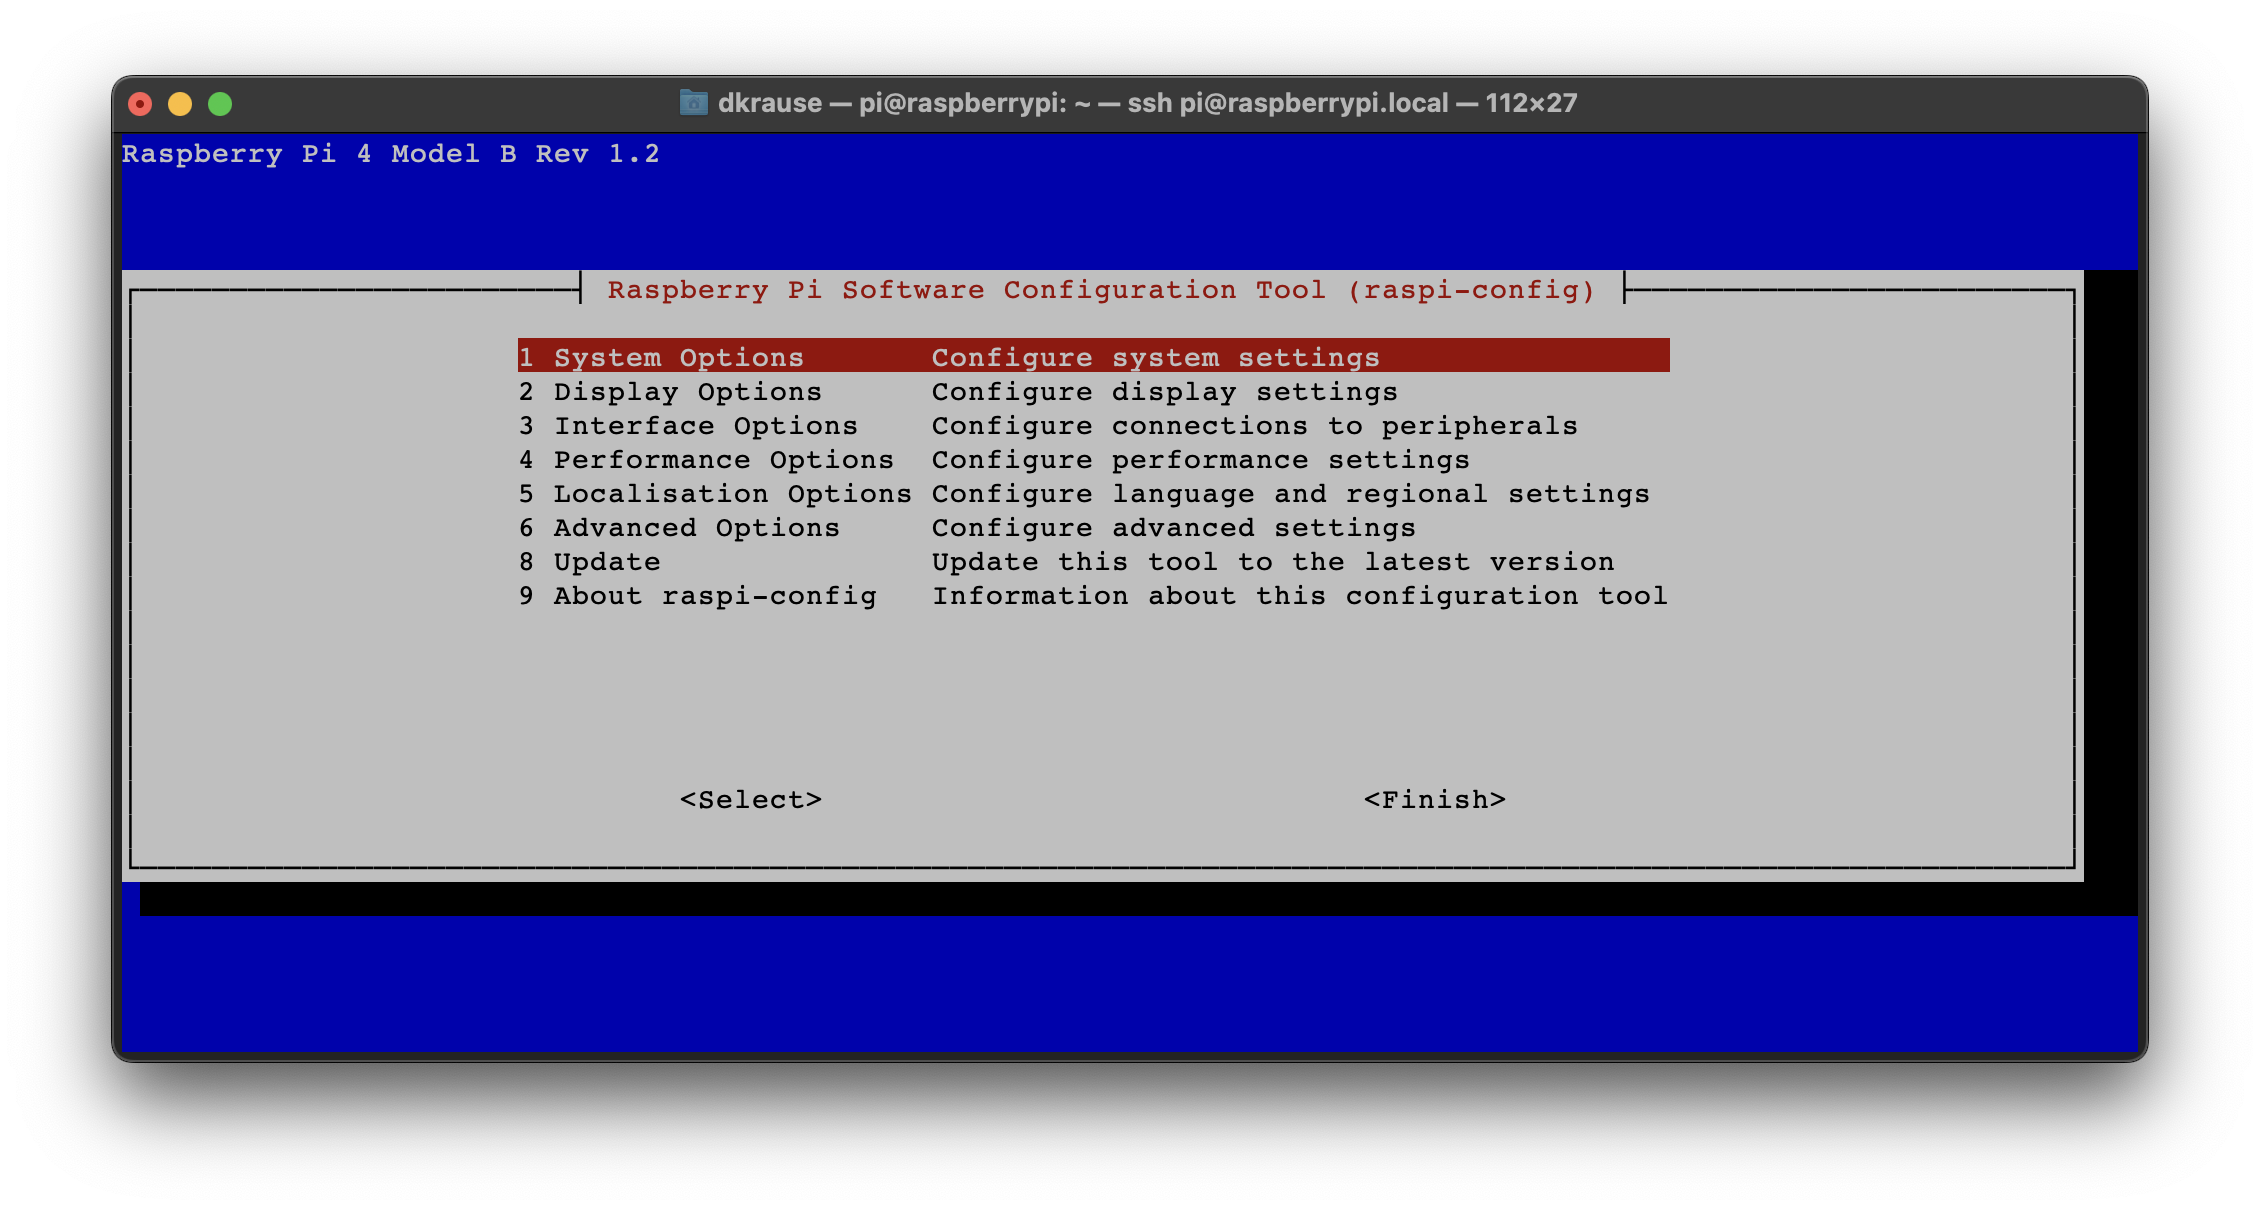 dkrause — pi@raspberrypi: ~ — ssh pi@raspberrypi.local — 112×27
Raspberry Pi 4 Model B Rev 1.2
Raspberry Pi Software Configuration Tool (raspi-config)
1 System Options Configure system settings
2 Display Options Configure display settings
3 Interface Options Configure connections to peripherals
4 Performance Options Configure performance settings
5 Localisation Options Configure language and regional settings
6 Advanced Options Configure advanced settings
8 Update Update this tool to the latest version
9 About raspi-config Information about this configuration tool
<Select> <Finish>